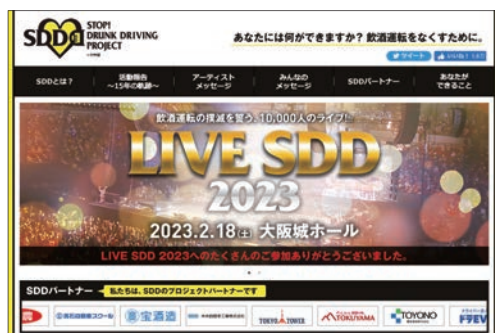 SDD
STOP!
DRUNK DRIVING
PROJECT
あなたには何ができますか? 飲酒運転をなくすために。
ツイート
いいね!
SDDとは?
活動報告
~15年の軌跡~
アーティスト
メッセージ
みんなの
メッセージ
SDDパートナー
あなたが
できること
飲酒運転の撲滅を誓う、10,000人のライブ!!
LIVE SDD
2023
2023.2.18㊏ 大阪城ホール
LIVE SDD 2023へのたくさんのご参加ありがとうございました。
SDDパートナー
私たちは、SDDのプロジェクトパートナーです
宝酒造
TOKYO TOWER
TOKUYAMA
TOYONO